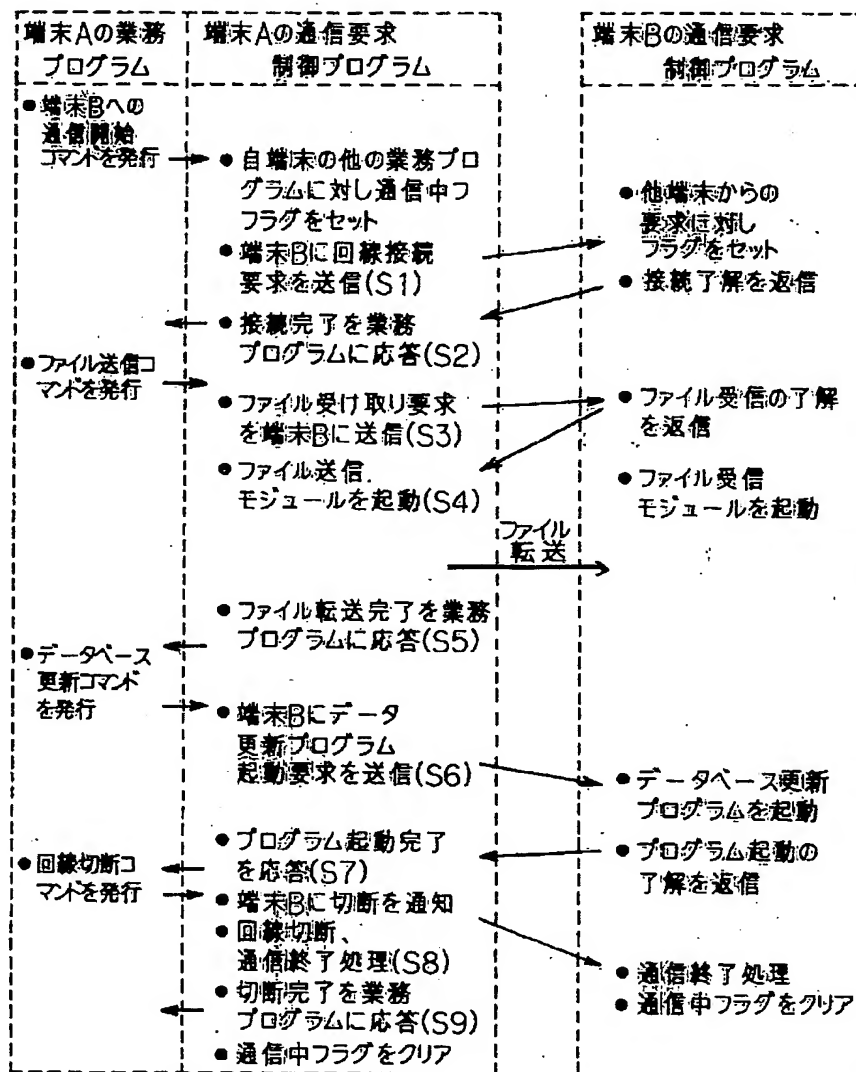 端末Aの業務
プログラム
端末Aの通信要求
制御プログラム
端末Bの通信要求
制御プログラム
●端末Bへの
通信開始
コマンドを発行
●自端末の他の業務プロ
グラムに対し通信中フ
フラグをセット
●端末Bに回線接続
要求を送信(S1)
●他端末からの
要求に対し
フラグをセット
●接続了解を返信
●接続完了を業務
プログラムに応答(S2)
●ファイル送信コ
マンドを発行
●ファイル受け取り要求
を端末Bに送信(S3)
●ファイル受信の了解
を返信
●ファイル送信
モジュールを起動(S4)
●ファイル受信
モジュールを起動
ファイル
転送
●ファイル転送完了を業務
プログラムに応答(S5)
●データベース
更新コマンド
を発行
●端末Bにデータ
更新プログラム
起動要求を送信(S6)
●データベース更新
プログラムを起動
●プログラム起動完了
を応答(S7)
●プログラム起動の
了解を返信
●回線切断コ
マンドを発行
●端末Bに切断を通知
●回線切断、
通信終了処理(S8)
●通信終了処理
●通信中フラグをクリア
●切断完了を業務
プログラムに応答(S9)
●通信中フラグをクリア